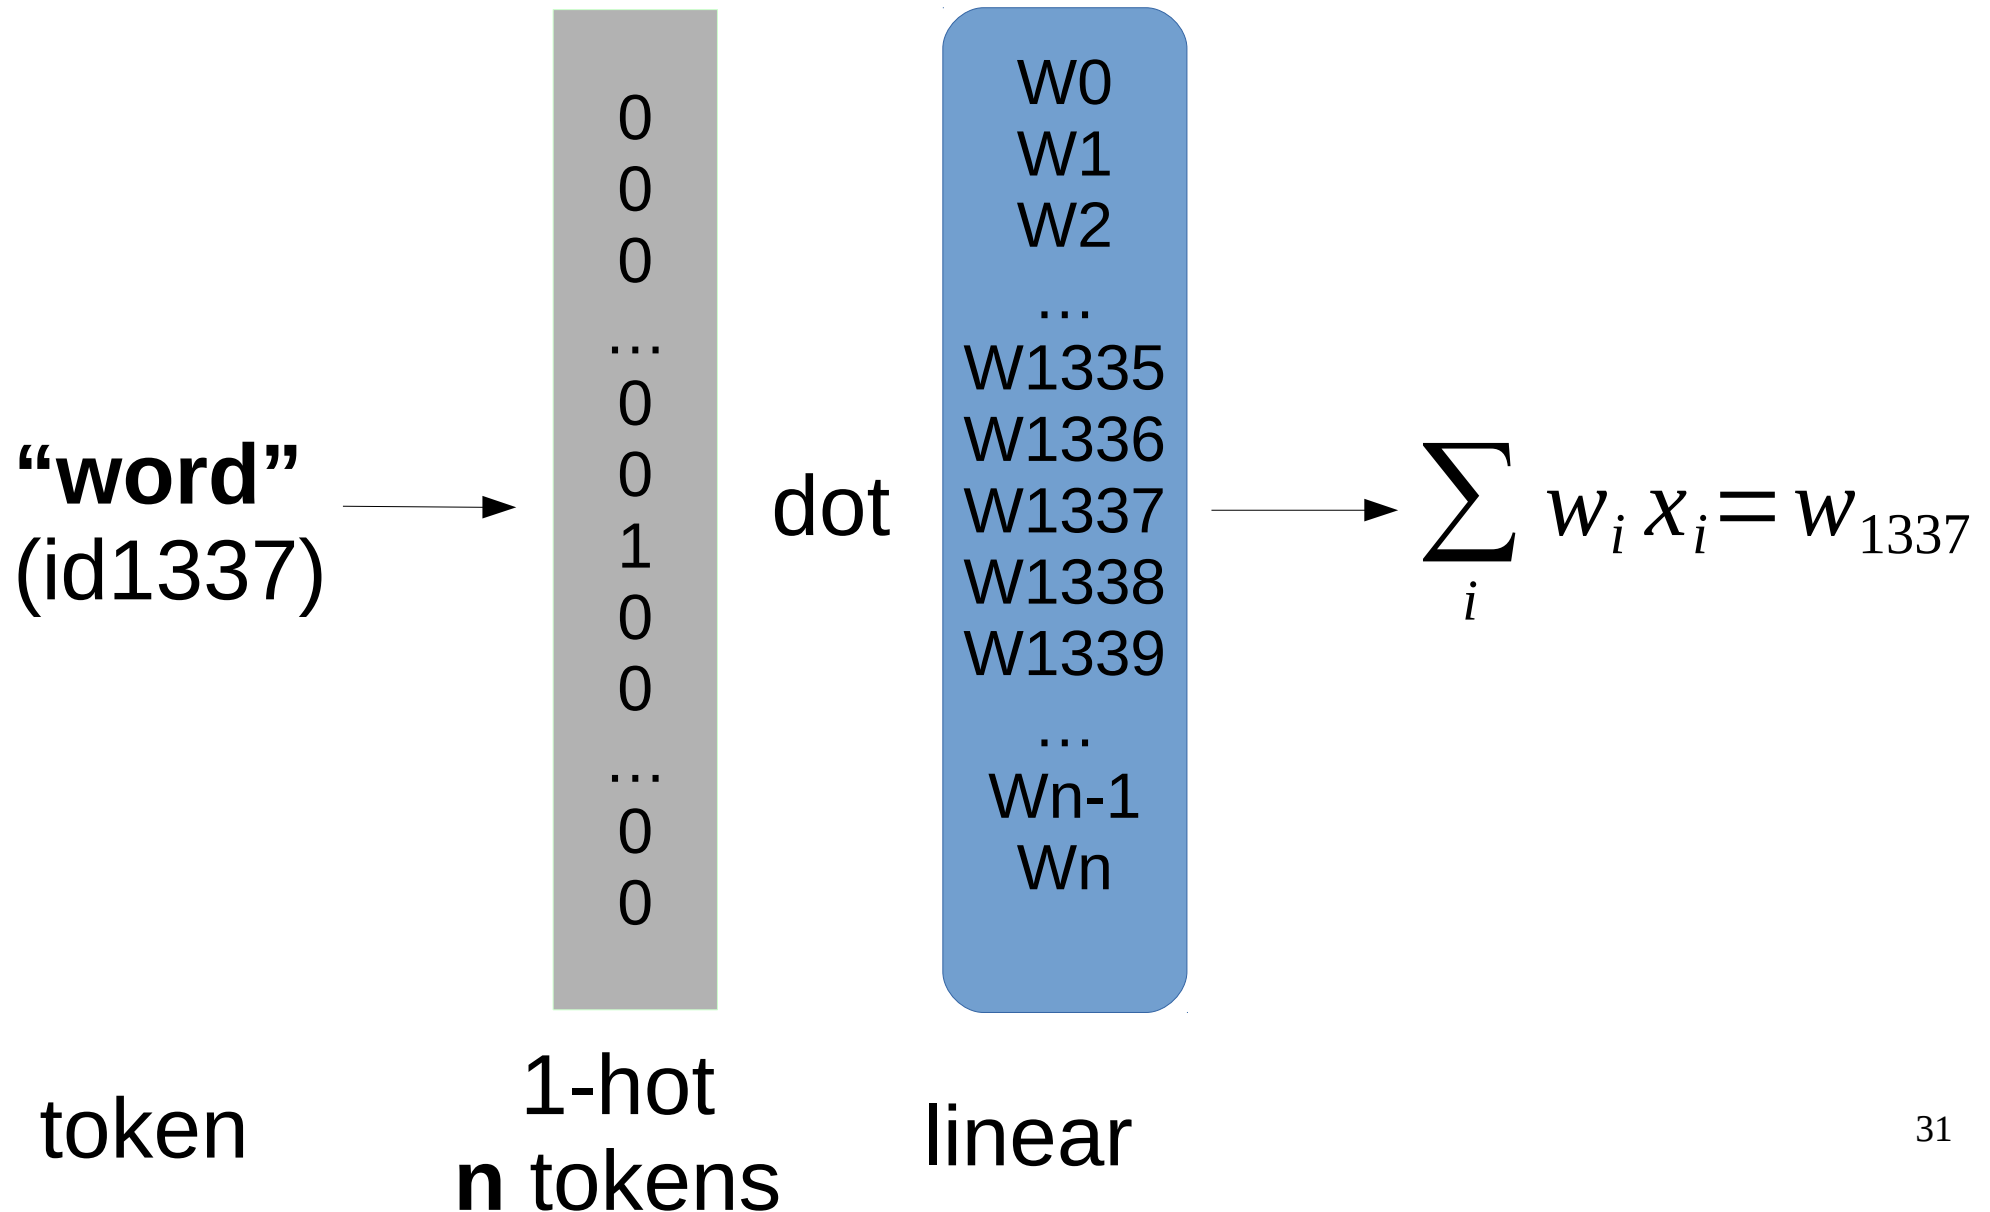 “word”
(id1337)
0
0
0
…
0
0
1
0
0
…
0
0
dot
W0
W1
W2
…
W1335
W1336
W1337
W1338
W1339
…
Wn-1
Wn
∑ᵢ wᵢ xᵢ = w₁₃₃₇
token
1-hot
n tokens
linear
31